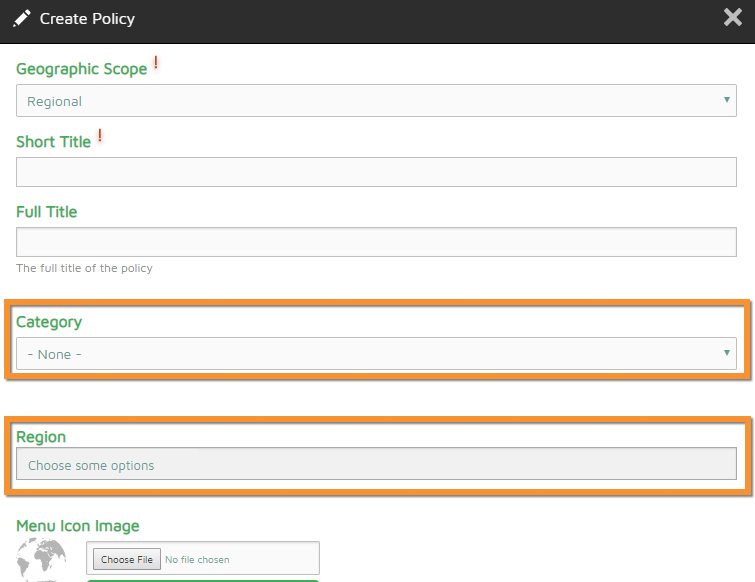 Create Policy
Geographic Scope !
Regional
Short Title !
Full Title
The full title of the policy
Category
- None -
Region
Choose some options
Menu Icon Image
Choose File No file chosen